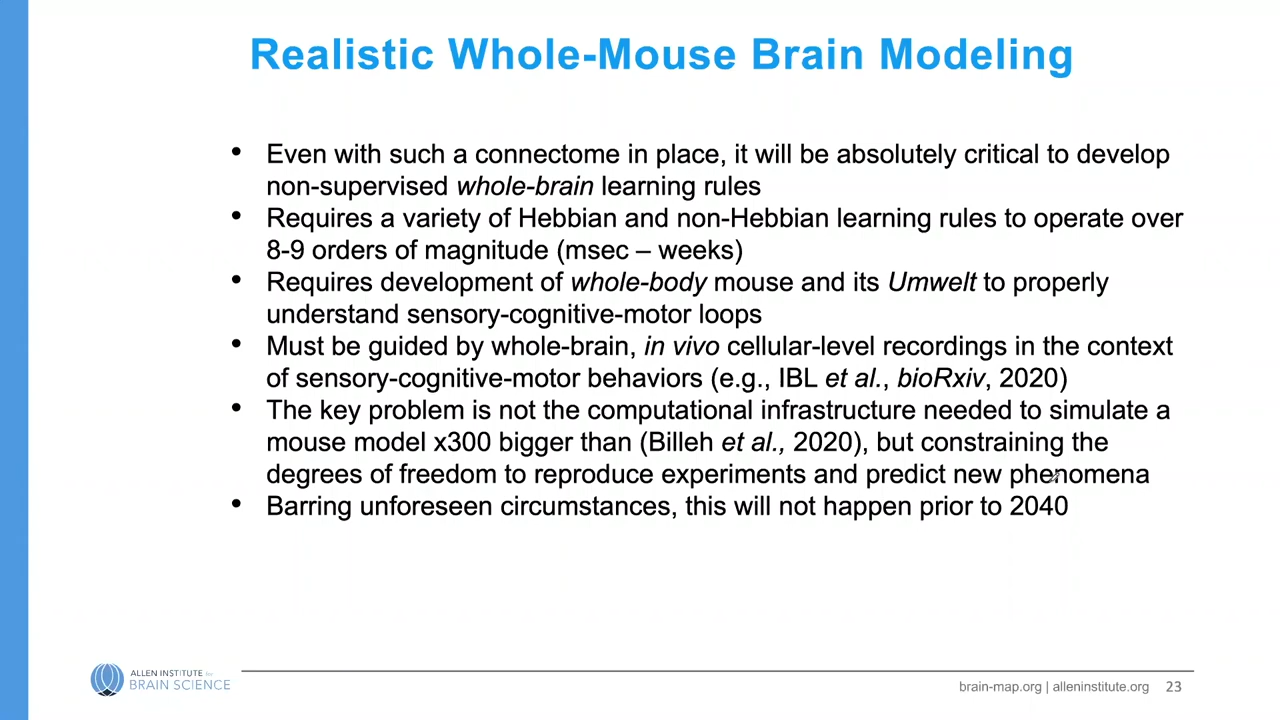 Realistic Whole-Mouse Brain Modeling
• Even with such a connectome in place, it will be absolutely critical to develop
non-supervised whole-brain learning rules
• Requires a variety of Hebbian and non-Hebbian learning rules to operate over
8-9 orders of magnitude (msec – weeks)
• Requires development of whole-body mouse and its Umwelt to properly
understand sensory-cognitive-motor loops
• Must be guided by whole-brain, in vivo cellular-level recordings in the context
of sensory-cognitive-motor behaviors (e.g., IBL et al., bioRxiv, 2020)
• The key problem is not the computational infrastructure needed to simulate a
mouse model x300 bigger than (Billeh et al., 2020), but constraining the
degrees of freedom to reproduce experiments and predict new phenomena
• Barring unforeseen circumstances, this will not happen prior to 2040
ALLEN INSTITUTE for
BRAIN SCIENCE
brain-map.org | alleninstitute.org 23